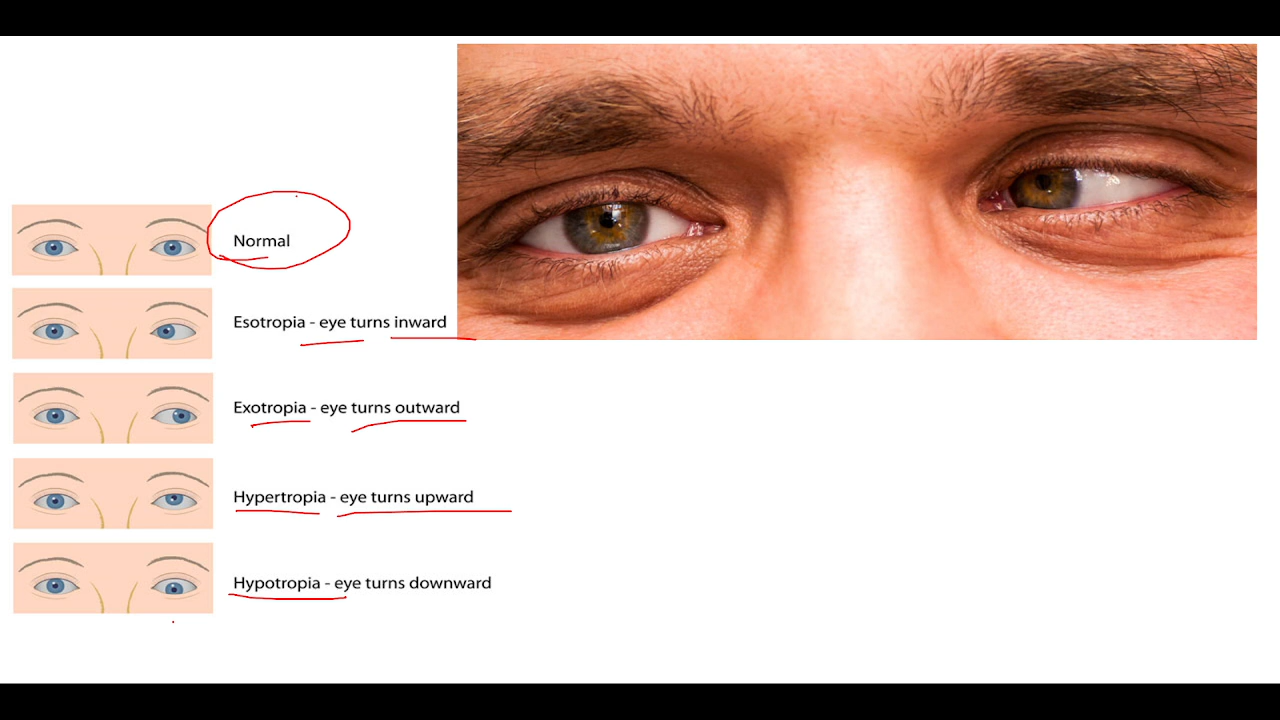 Normal
Esotropia - eye turns inward
Exotropia - eye turns outward
Hypertropia - eye turns upward
Hypotropia - eye turns downward